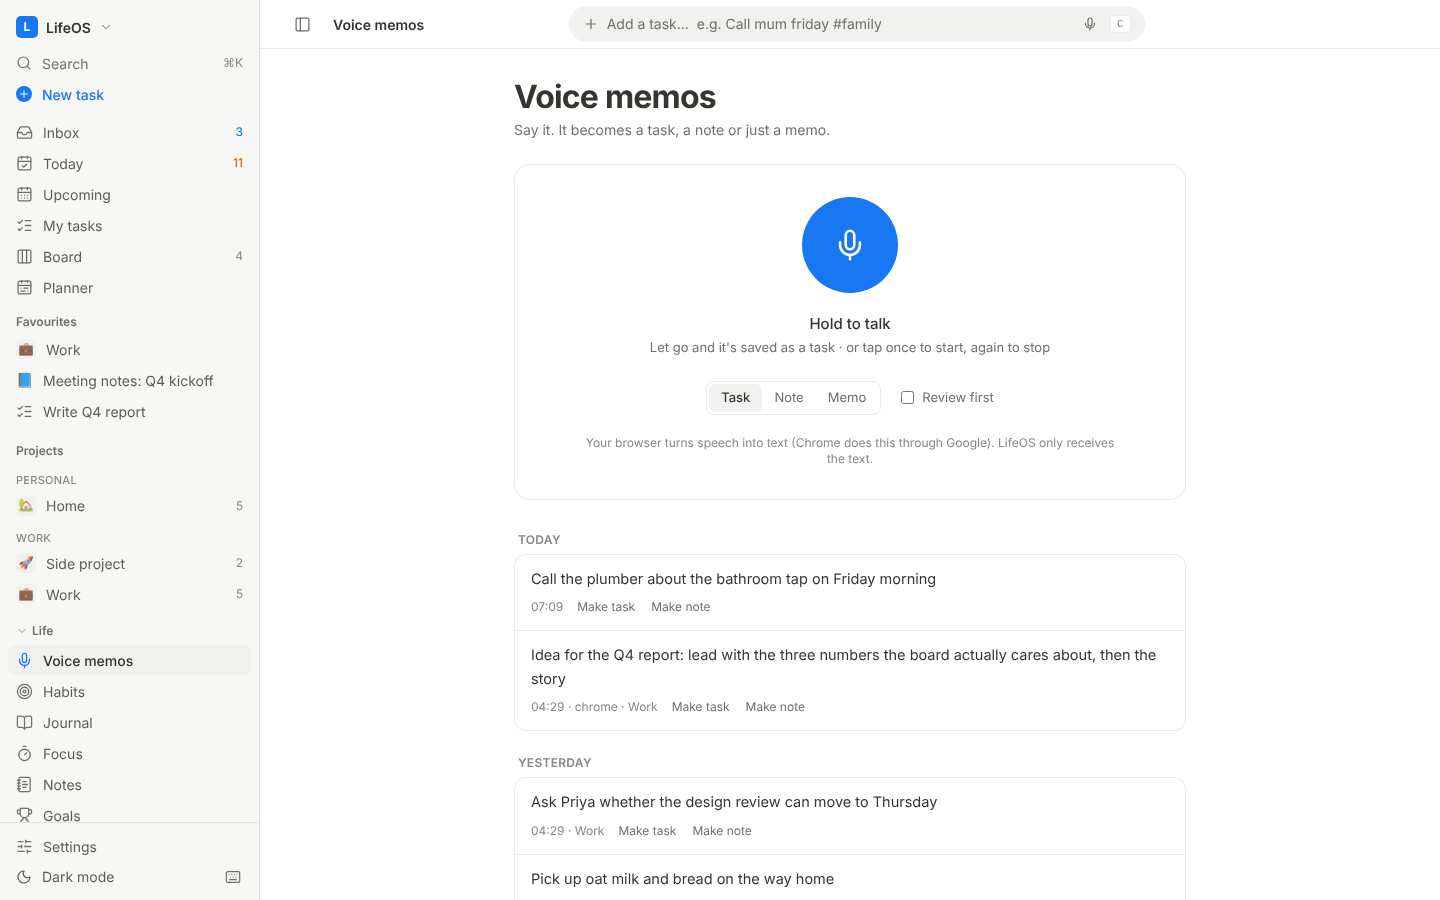 L LifeOS
Search ⌘K
New task
Inbox 3
Today 11
Upcoming
My tasks
Board 4
Planner
Favourites
Work
Meeting notes: Q4 kickoff
Write Q4 report
Projects
PERSONAL
Home 5
WORK
Side project 2
Work 5
Life
Voice memos
Habits
Journal
Focus
Notes
Goals
Settings
Dark mode
Voice memos
Add a task... e.g. Call mum friday #family C
Voice memos
Say it. It becomes a task, a note or just a memo.
Hold to talk
Let go and it's saved as a task · or tap once to start, again to stop
Task Note Memo Review first
Your browser turns speech into text (Chrome does this through Google). LifeOS only receives
the text.
TODAY
Call the plumber about the bathroom tap on Friday morning
07:09 Make task Make note
Idea for the Q4 report: lead with the three numbers the board actually cares about, then the
story
04:29 · chrome · Work Make task Make note
YESTERDAY
Ask Priya whether the design review can move to Thursday
04:29 · Work Make task Make note
Pick up oat milk and bread on the way home